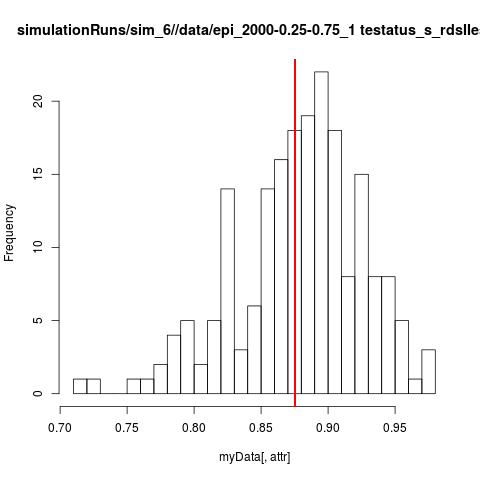 simulationRuns/sim_6//data/epi_2000-0.25-0.75_1 testatus_s_rdsIIes
20
15
10
5
0
Frequency
0.70 0.75 0.80 0.85 0.90 0.95
myData[, attr]